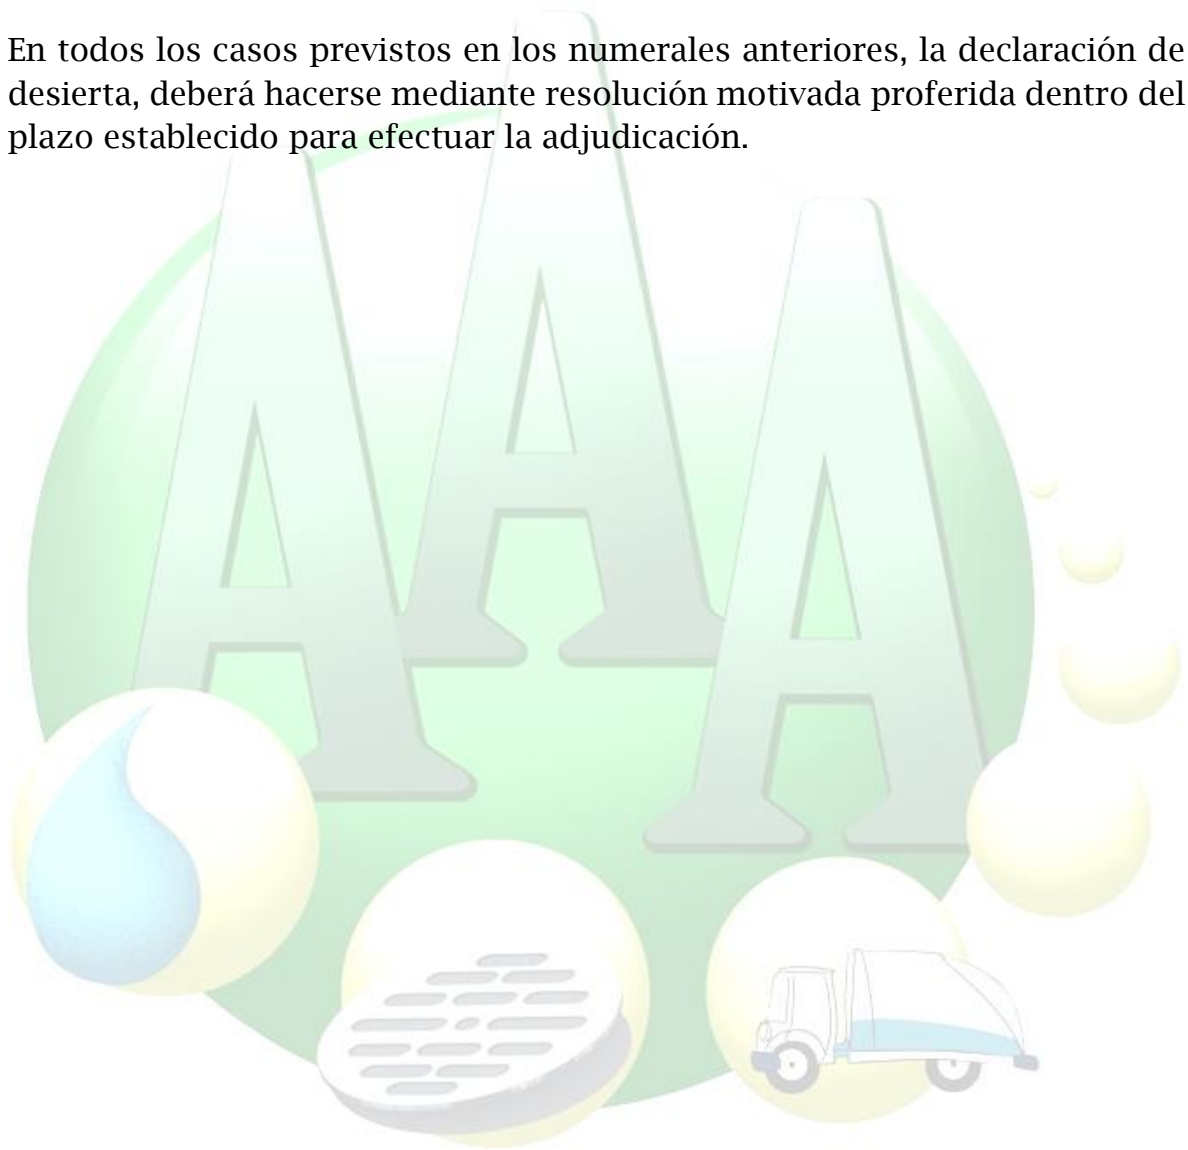 En todos los casos previstos en los numerales anteriores, la declaración de
desierta, deberá hacerse mediante resolución motivada proferida dentro del
plazo establecido para efectuar la adjudicación.
AAA